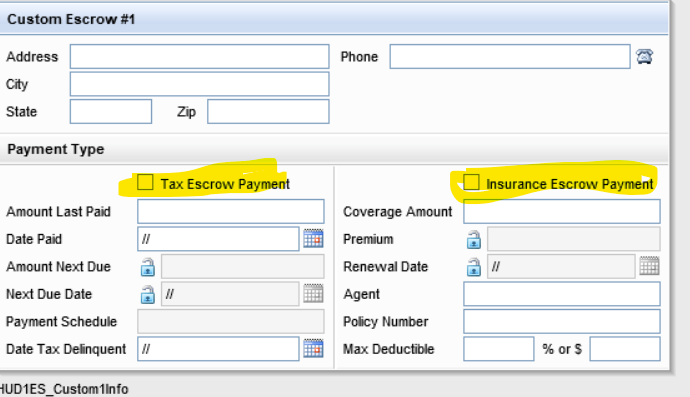 Custom Escrow #1
Address Phone
City
State Zip
Payment Type
Tax Escrow Payment Insurance Escrow Payment
Amount Last Paid Coverage Amount
Date Paid // Premium
Amount Next Due Renewal Date //
Next Due Date // Agent
Payment Schedule Policy Number
Date Tax Delinquent // Max Deductible % or $
HUD1ES_Custom1Info